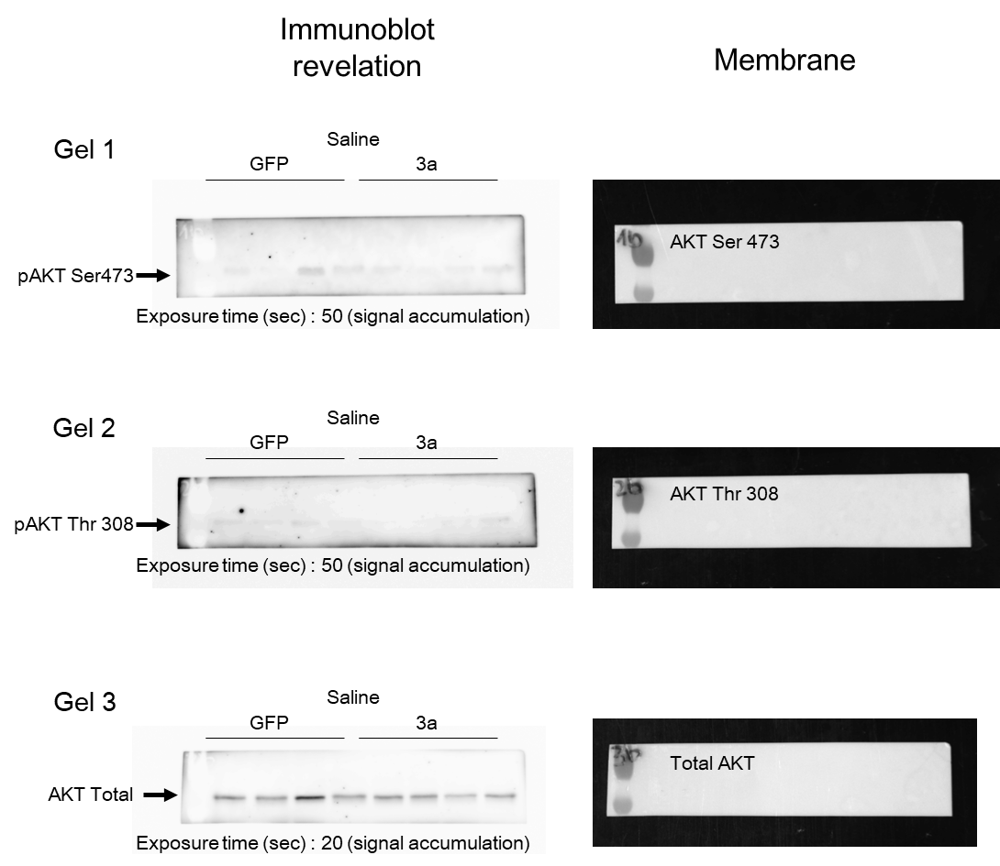 Immunoblot
revelation
Membrane
Gel 1
Saline
GFP
3a
pAKT Ser473
Exposure time (sec) : 50 (signal accumulation)
1b
AKT Ser 473
Gel 2
Saline
GFP
3a
pAKT Thr 308
Exposure time (sec) : 50 (signal accumulation)
2b
AKT Thr 308
Gel 3
Saline
GFP
3a
AKT Total
Exposure time (sec) : 20 (signal accumulation)
3b
Total AKT